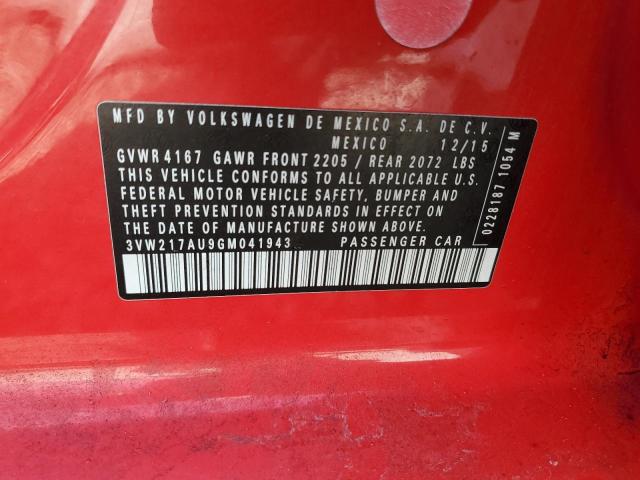 MFD BY VOLKSWAGEN DE MEXICO S.A. DE C.V.
MEXICO 12/15
GVWR 4167 GAWR FRONT 2205 / REAR 2072 LBS
THIS VEHICLE CONFORMS TO ALL APPLICABLE U.S.
FEDERAL MOTOR VEHICLE SAFETY, BUMPER AND
THEFT PREVENTION STANDARDS IN EFFECT ON
THE DATE OF MANUFACTURE SHOWN ABOVE.
3VW217AU9GM041943 PASSENGER CAR
0228187 1054 M